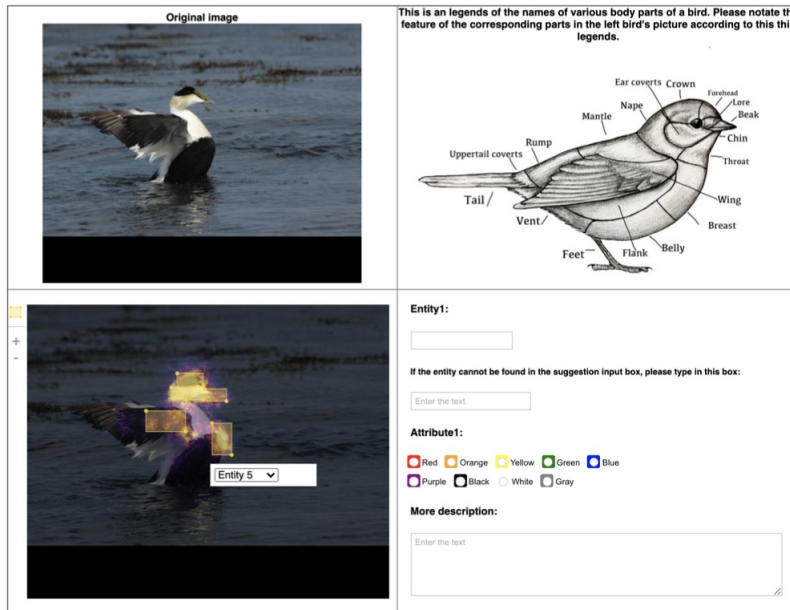 Original image
This is an legends of the names of various body parts of a bird. Please notate th
feature of the corresponding parts in the left bird's picture according to this thi
legends.
Ear coverts Crown
Forehead
Nape
Lore
Mantle
Beak
Chin
Rump
Uppertail coverts
Throat
Tail
Wing
Vent
Breast
Feet
Flank
Belly
+
-
Entity 5
Entity1:
If the entity cannot be found in the suggestion input box, please type in this box:
Enter the text
Attribute1:
Red Orange Yellow Green Blue
Purple Black White Gray
More description:
Enter the text